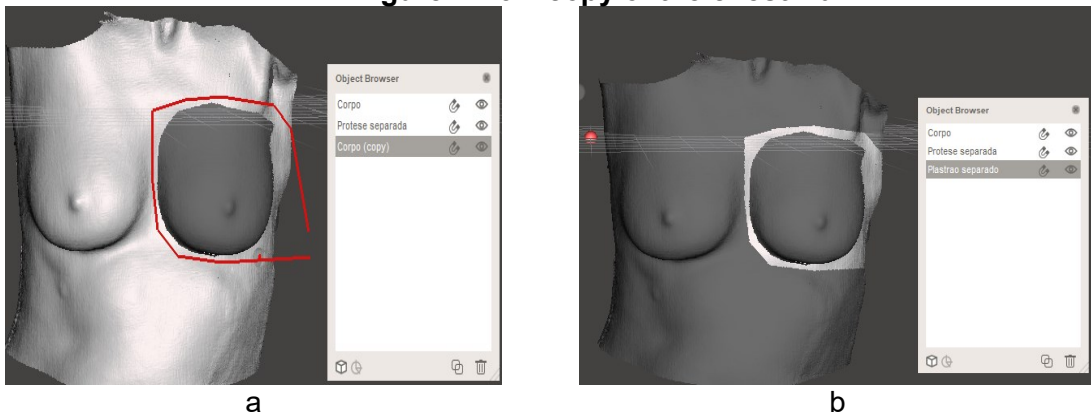 Object Browser
Corpo
Protese separada
Corpo (copy)
Object Browser
Corpo
Protese separada
Plastrao separado
a
b